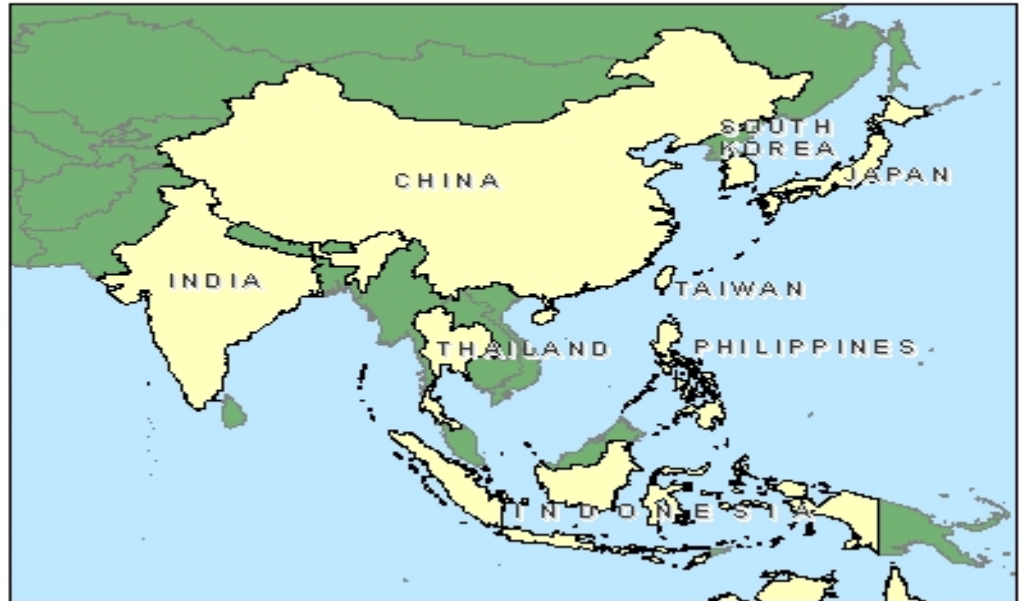 SOUTH
KOREA
JAPAN
CHINA
INDIA
TAIWAN
THAILAND
PHILIPPINES
INDONESIA